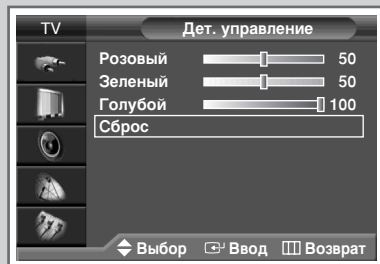 TV Дет. управление
Розовый 50
Зеленый 50
Голубой 100
Сброс
Выбор Ввод Возврат